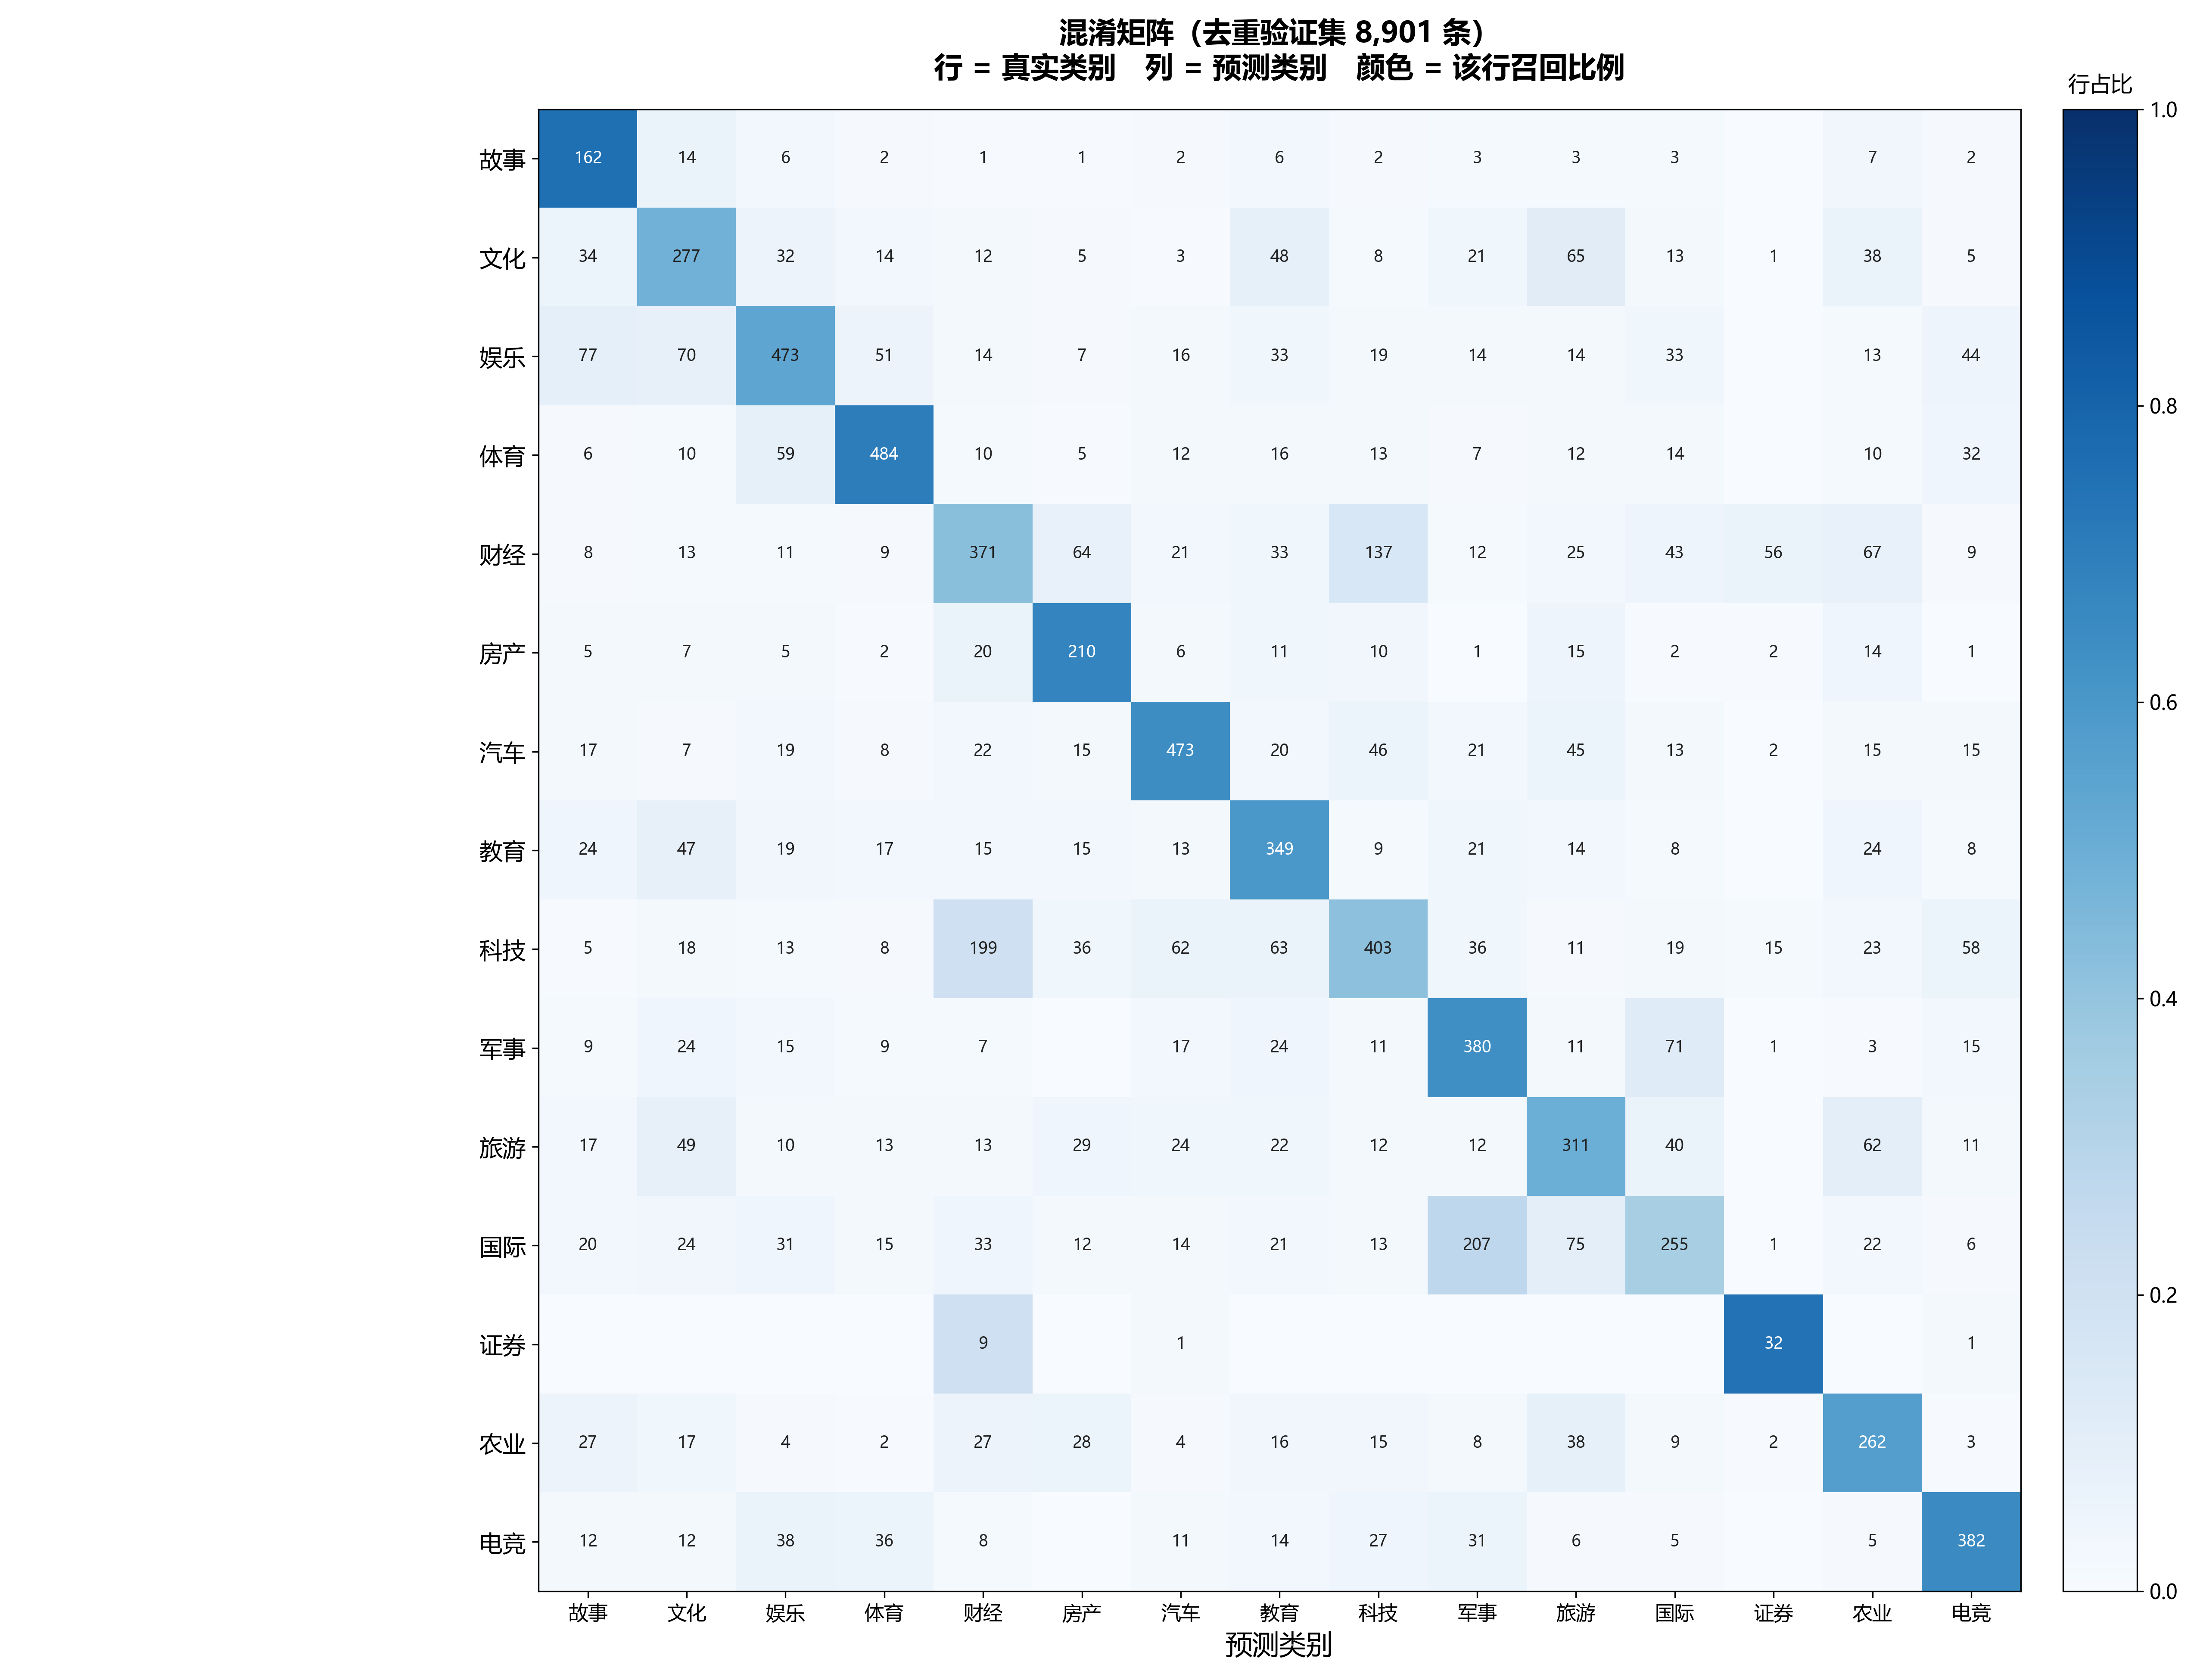 混淆矩阵（去重验证集 8,901 条）
行 = 真实类别　列 = 预测类别　颜色 = 该行召回比例
行占比
1.0
0.8
0.6
0.4
0.2
0.0
故事 162 14 6 2 1 1 2 6 2 3 3 3 7 2
文化 34 277 32 14 12 5 3 48 8 21 65 13 1 38 5
娱乐 77 70 473 51 14 7 16 33 19 14 14 33 13 44
体育 6 10 59 484 10 5 12 16 13 7 12 14 10 32
财经 8 13 11 9 371 64 21 33 137 12 25 43 56 67 9
房产 5 7 5 2 20 210 6 11 10 1 15 2 2 14 1
汽车 17 7 19 8 22 15 473 20 46 21 45 13 2 15 15
教育 24 47 19 17 15 15 13 349 9 21 14 8 24 8
科技 5 18 13 8 199 36 62 63 403 36 11 19 15 23 58
军事 9 24 15 9 7 17 24 11 380 11 71 1 3 15
旅游 17 49 10 13 13 29 24 22 12 12 311 40 62 11
国际 20 24 31 15 33 12 14 21 13 207 75 255 1 22 6
证券 9 1 32 1
农业 27 17 4 2 27 28 4 16 15 8 38 9 2 262 3
电竞 12 12 38 36 8 11 14 27 31 6 5 5 382
故事 文化 娱乐 体育 财经 房产 汽车 教育 科技 军事 旅游 国际 证券 农业 电竞
预测类别